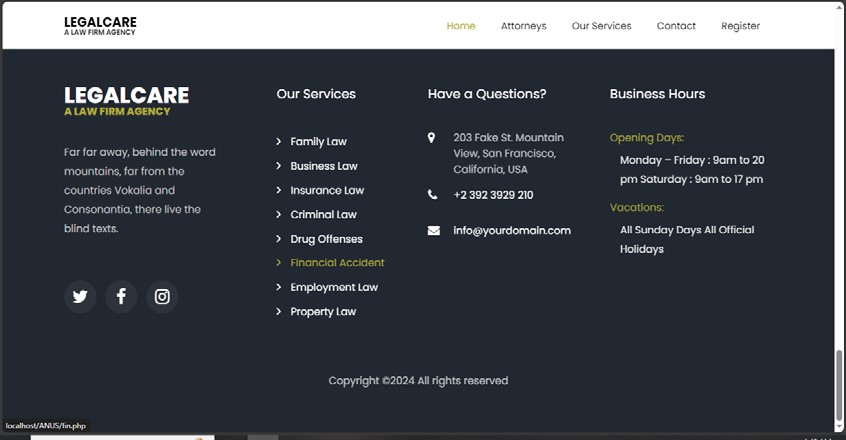 LEGALCARE
A LAW FIRM AGENCY
Home Attorneys Our Services Contact Register
LEGALCARE
A LAW FIRM AGENCY
Far far away, behind the word
mountains, far from the
countries Vokalia and
Consonantia, there live the
blind texts.
Our Services
Family Law
Business Law
Insurance Law
Criminal Law
Drug Offenses
Financial Accident
Employment Law
Property Law
Have a Questions?
203 Fake St. Mountain
View, San Francisco,
California, USA
+2 392 3929 210
info@yourdomain.com
Business Hours
Opening Days:
Monday – Friday : 9am to 20
pm Saturday : 9am to 17 pm
Vacations:
All Sunday Days All Official
Holidays
Copyright ©2024 All rights reserved
localhost/ANUS/fin.php